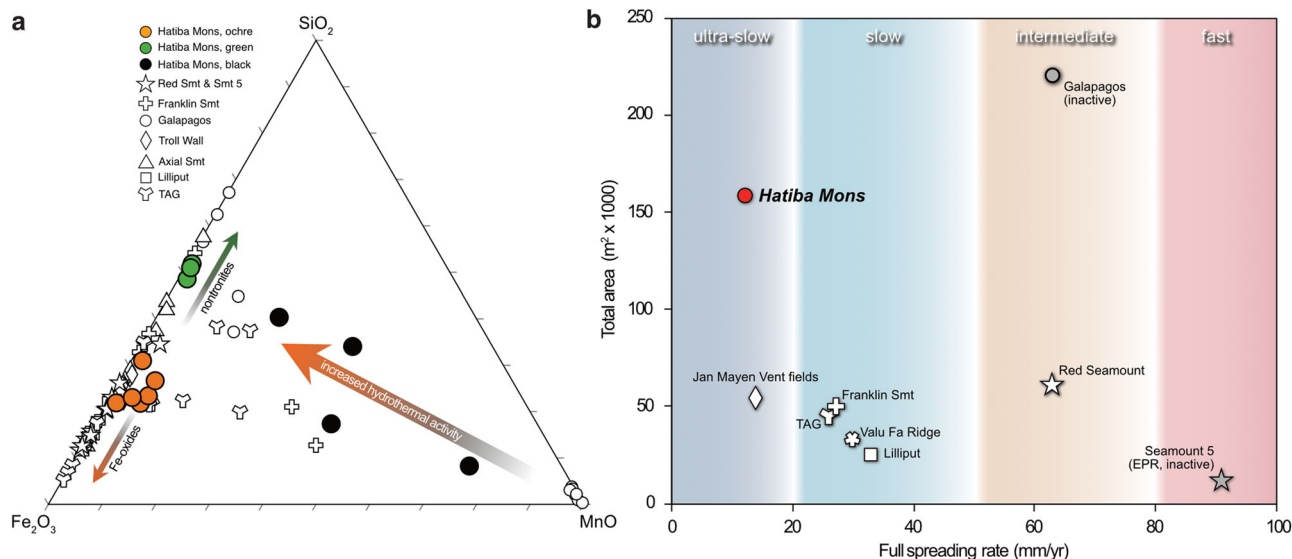 a
SiO₂
Hatiba Mons, ochre
Hatiba Mons, green
Hatiba Mons, black
Red Smt & Smt 5
Franklin Smt
Galapagos
Troll Wall
Axial Smt
Lilliput
TAG
nontronites
increased hydrothermal activity
Fe-oxides
Fe₂O₃
MnO
b
ultra-slow
slow
intermediate
fast
Total area (m² x 1000)
250
200
150
100
50
0
Galapagos
(inactive)
Hatiba Mons
Jan Mayen Vent fields
Franklin Smt
TAG
Valu Fa Ridge
Lilliput
Red Seamount
Seamount 5
(EPR, inactive)
0 20 40 60 80 100
Full spreading rate (mm/yr)